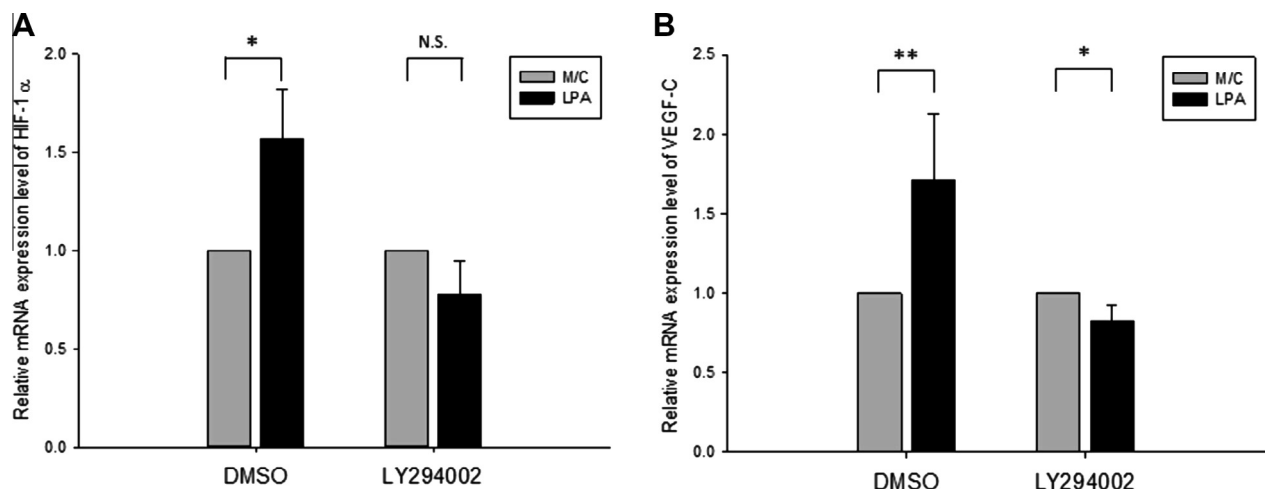 A
Relative mRNA expression level of HIF-1 α
2.0
1.5
1.0
0.5
0.0
*
N.S.
M/C
LPA
DMSO
LY294002
B
Relative mRNA expression level of VEGF-C
2.5
2.0
1.5
1.0
0.5
0.0
**
*
M/C
LPA
DMSO
LY294002